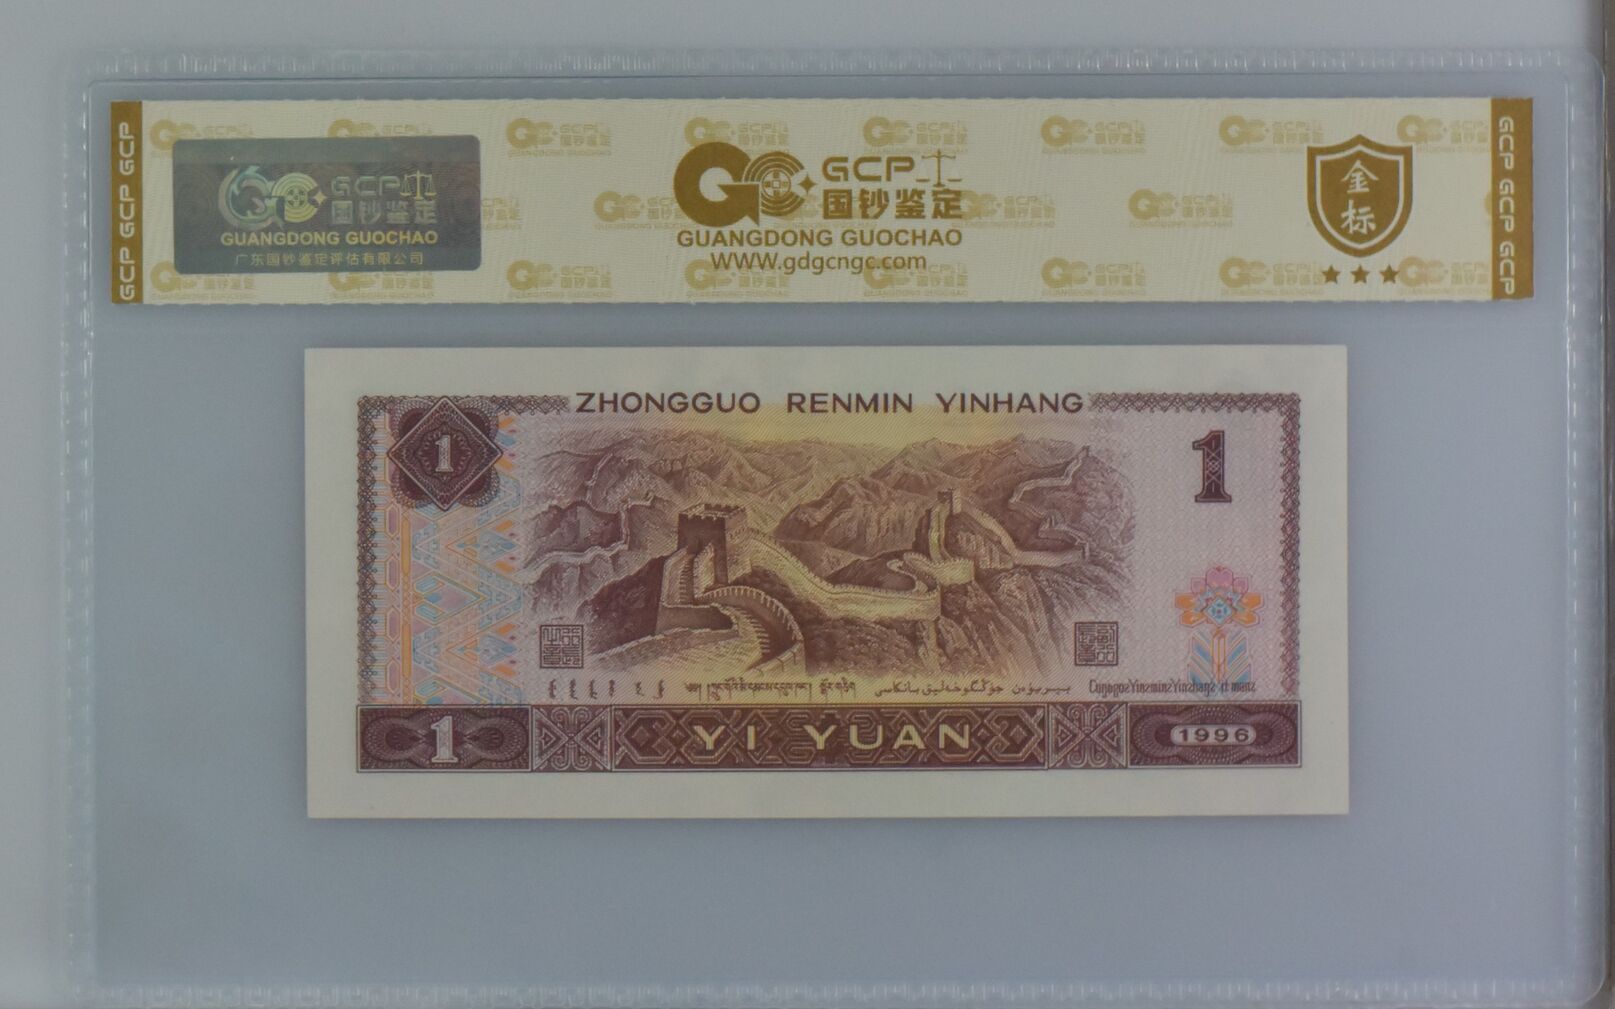 GCP GCP GCP
GCP
国钞鉴定
GUANGDONG GUOCHAO
广东国钞鉴定评估有限公司
GCP
国钞鉴定
GUANGDONG GUOCHAO
WWW.gdgcngc.com
金标
GCP GCP GCP
ZHONGGUO RENMIN YINHANG
1
1
1
YI YUAN
1996